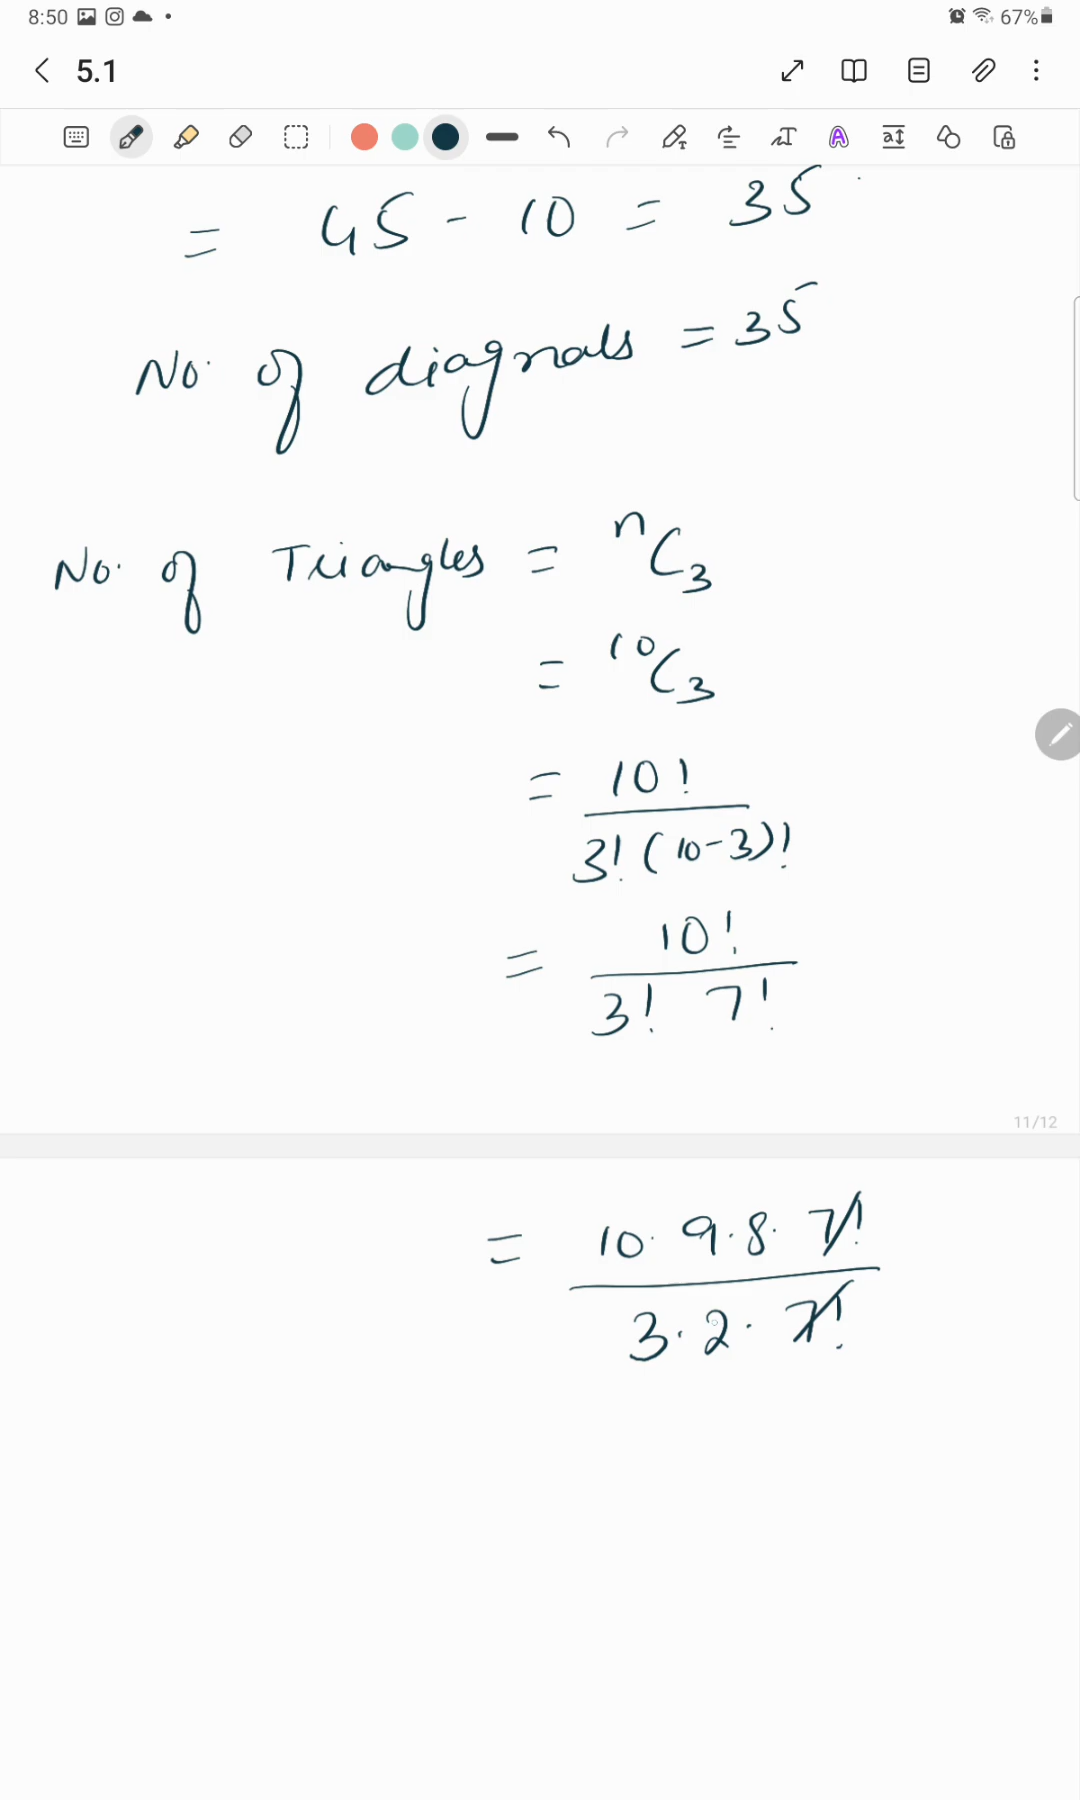 8:50 67%
5.1
= 45 - 10 = 35
No. of diagnals = 35
No. of Triangles = ⁿC₃
= ¹⁰C₃
= 10! / 3! (10-3)!
= 10! / 3! 7!
11/12
= 10. 9. 8. 7! / 3. 2. 7!